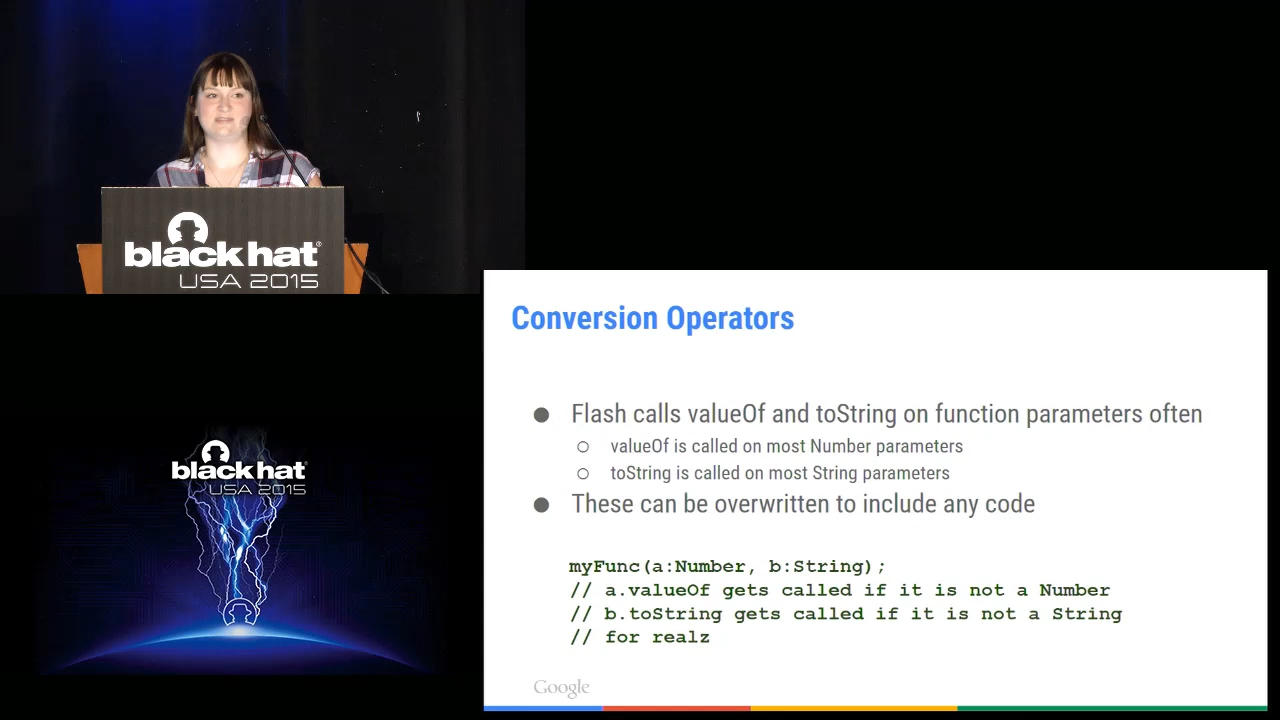 black hat®
USA 2015
Conversion Operators
● Flash calls valueOf and toString on function parameters often
○ valueOf is called on most Number parameters
○ toString is called on most String parameters
● These can be overwritten to include any code
myFunc(a:Number, b:String);
// a.valueOf gets called if it is not a Number
// b.toString gets called if it is not a String
// for realz
Google
black hat
USA 2015